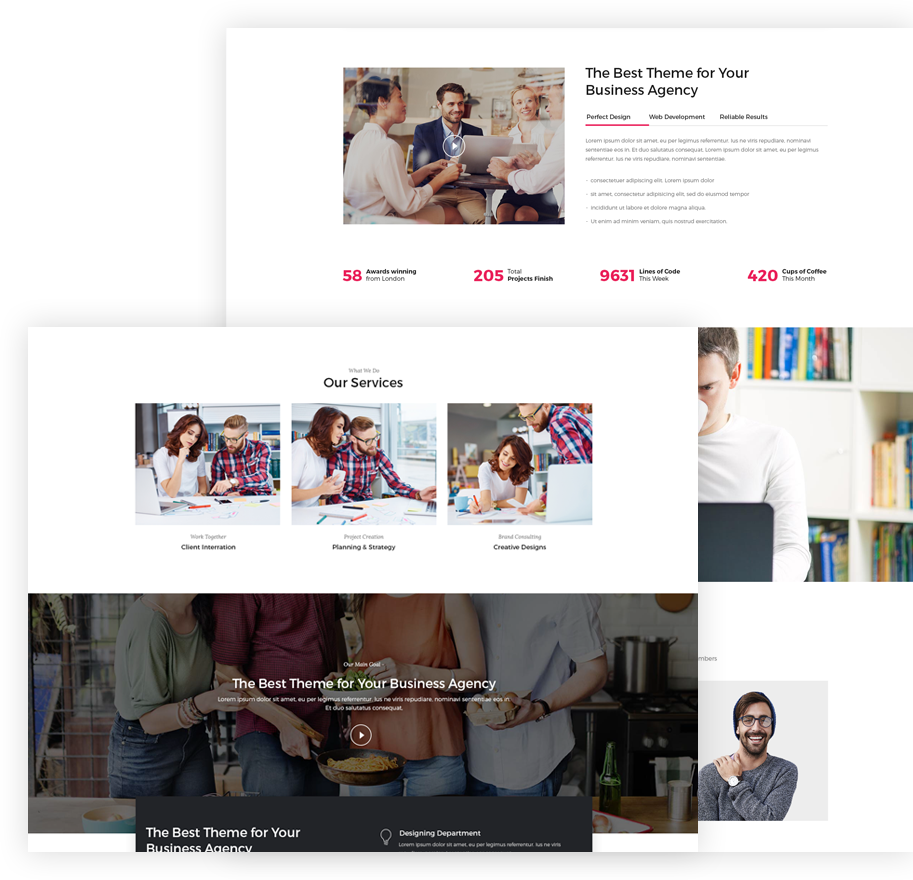 The Best Theme for Your
Business Agency
Perfect Design
Web Development
Reliable Results
Lorem ipsum dolor sit amet, eu per legimus referrentur. Ius ne viris repudiare, nominavi
sententiae eos in. Et duo salutatus consequat, Lorem ipsum dolor sit amet, eu per legimus
referrentur. Ius ne viris repudiare, nominavi sententiae.
- consectetuer adipiscing elit. Lorem ipsum dolor
- sit amet, consectetur adipisicing elit, sed do eiusmod tempor
- incididunt ut labore et dolore magna aliqua.
- Ut enim ad minim veniam, quis nostrud exercitation.
58 Awards winning
from London
205 Total
Projects Finish
9631 Lines of Code
This Week
420 Cups of Coffee
This Month
What We Do
Our Services
Work Together
Client Interration
Project Creation
Planning & Strategy
Brand Consulting
Creative Designs
Our Main Goal -
The Best Theme for Your Business Agency
Lorem ipsum dolor sit amet, eu per legimus referrentur. Ius ne viris repudiare, nominavi sententiae eos in.
Et duo salutatus consequat,
mbers
The Best Theme for Your
Business Agency
Designing Department
Lorem ipsum dolor sit amet, eu per legimus referrentur. Ius ne viris